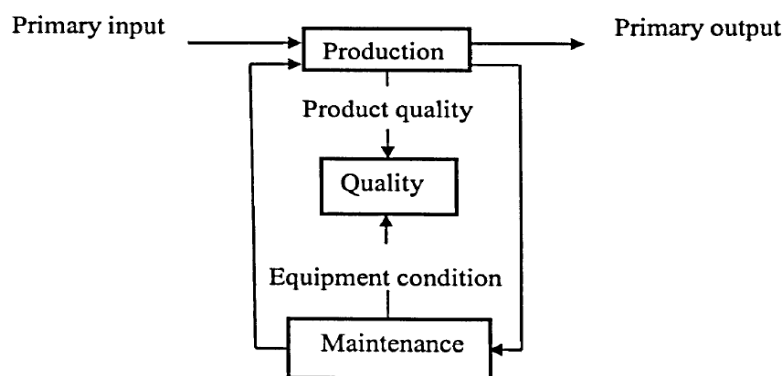 Primary input
Production
Primary output
Product quality
Quality
Equipment condition
Maintenance